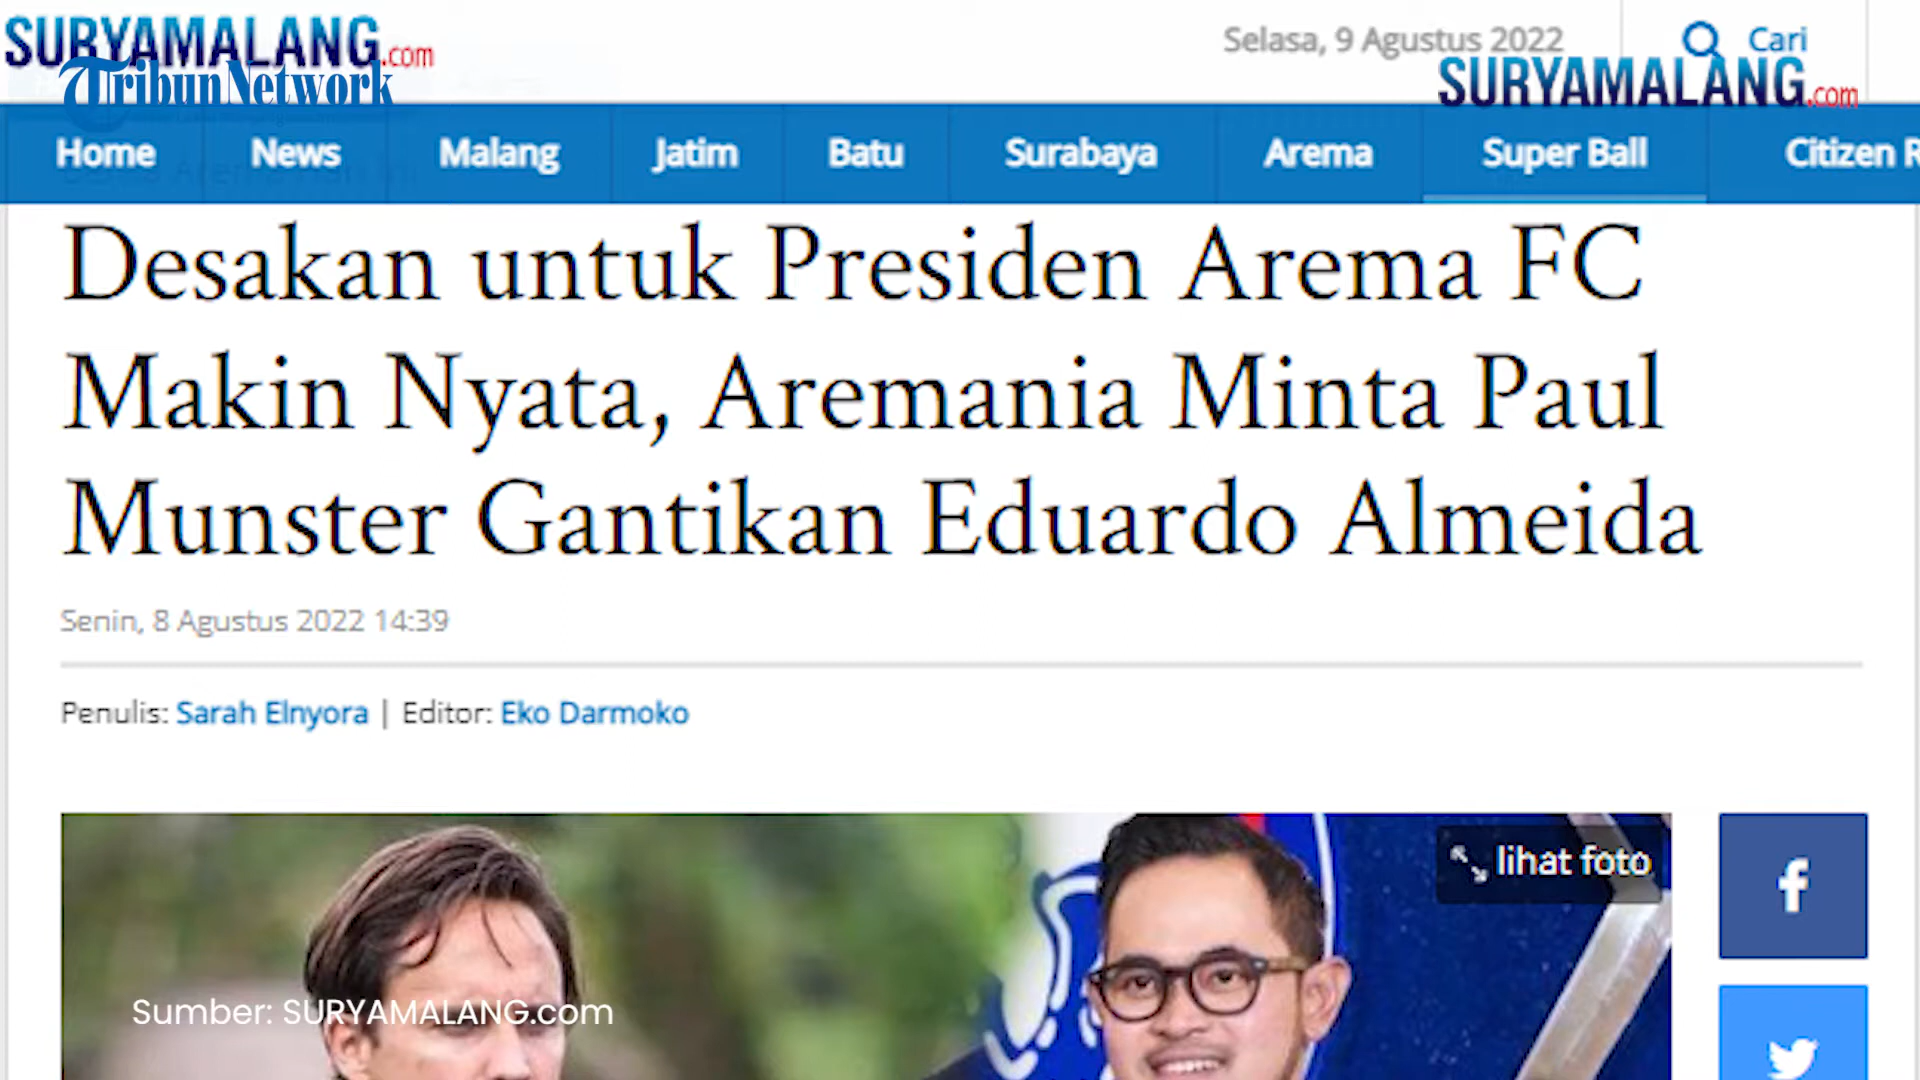 SURYAMALANG.com
TribunNetwork
Selasa, 9 Agustus 2022
Cari
SURYAMALANG.com
Home News Malang Jatim Batu Surabaya Arema Super Ball Citizen R
Desakan untuk Presiden Arema FC
Makin Nyata, Aremania Minta Paul
Munster Gantikan Eduardo Almeida
Senin, 8 Agustus 2022 14:39
Penulis: Sarah Elnyora | Editor: Eko Darmoko
lihat foto
f
Sumber: SURYAMALANG.com